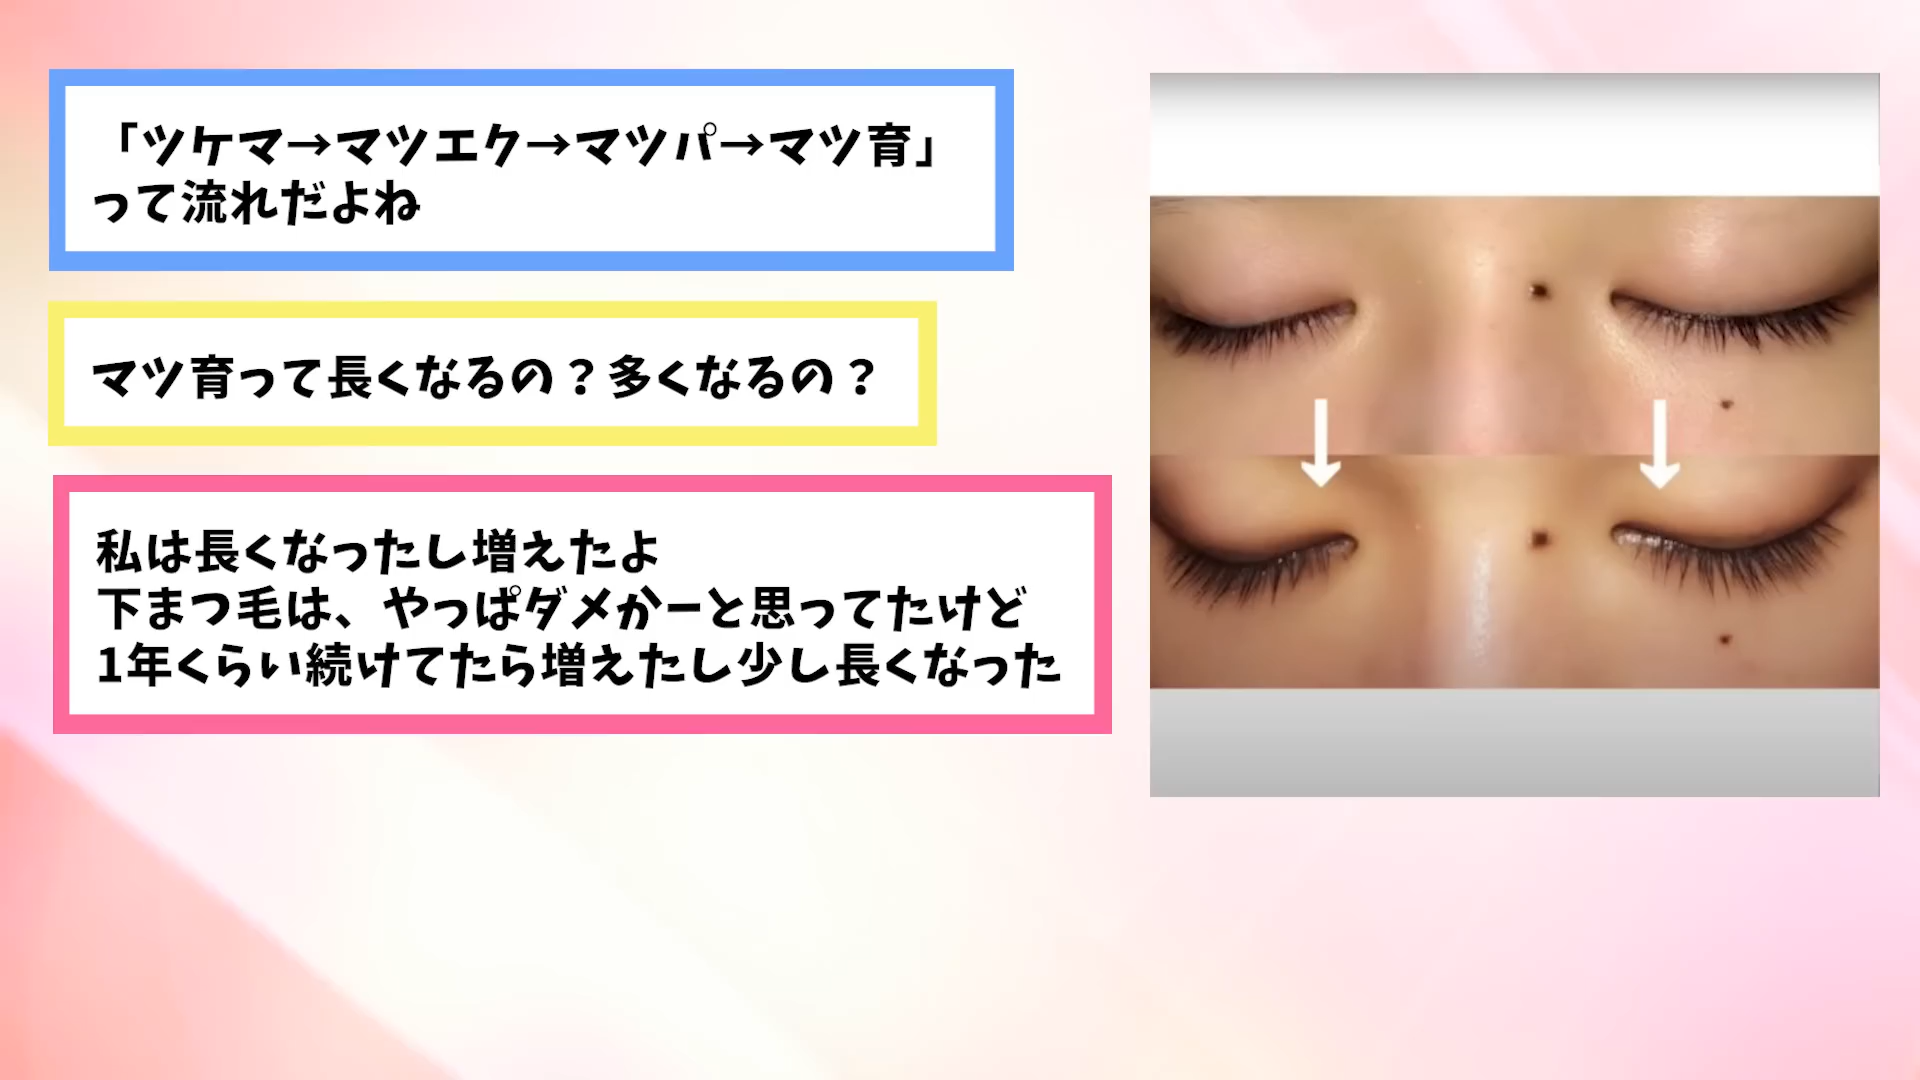 「ツケマ→マツエク→マツパ→マツ育」
って流れだよね
マツ育って長くなるの？多くなるの？
私は長くなったし増えたよ
下まつ毛は、やっぱダメかーと思ってたけど
1年くらい続けてたら増えたし少し長くなった